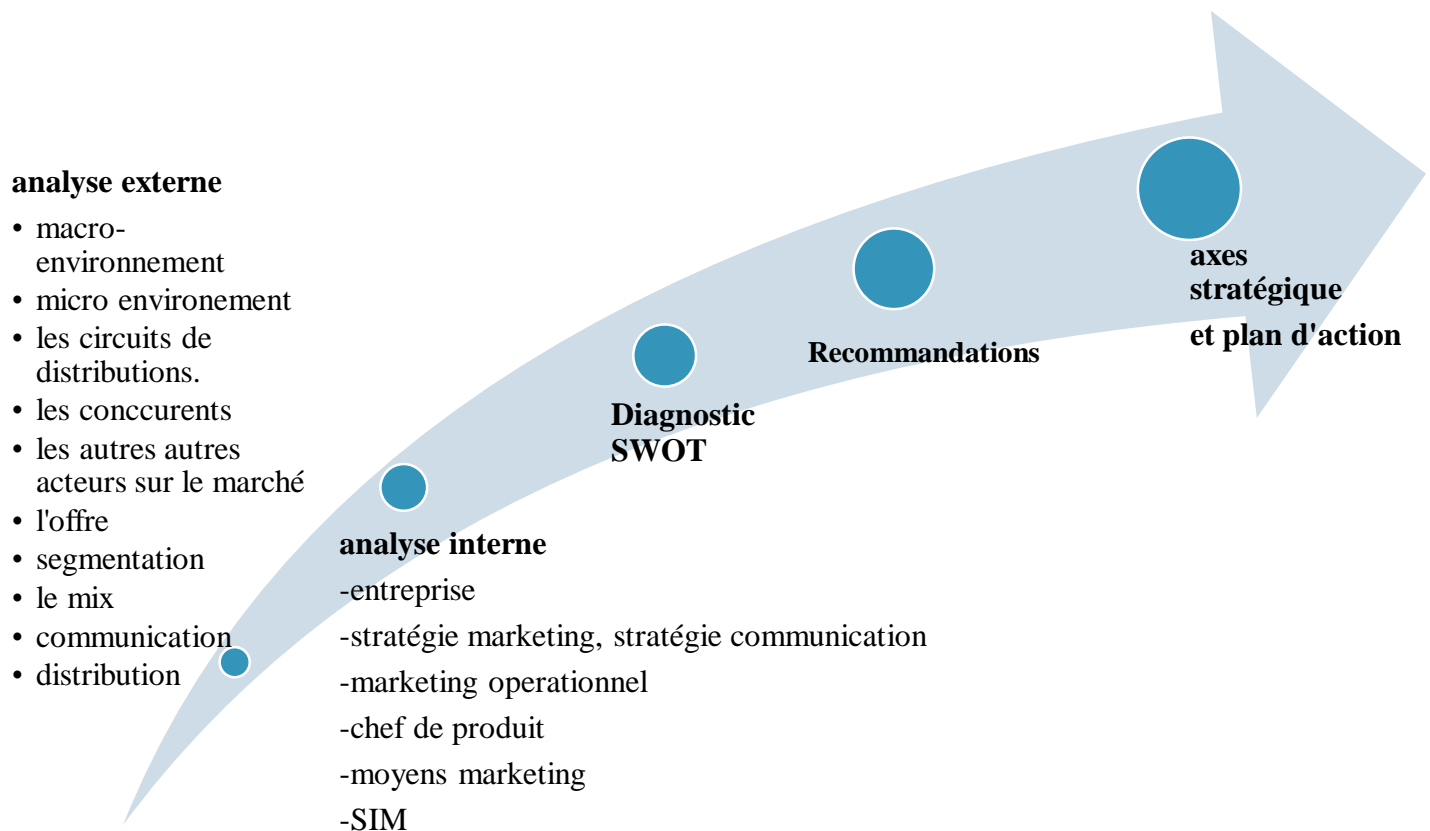 analyse externe
• macro-
environnement
• micro environement
• les circuits de
distributions.
• les conccurents
• les autres autres
acteurs sur le marché
• l'offre
• segmentation
• le mix
• communication
• distribution
analyse interne
-entreprise
-stratégie marketing, stratégie communication
-marketing operationnel
-chef de produit
-moyens marketing
-SIM
Diagnostic
SWOT
Recommandations
axes
stratégique
et plan d'action